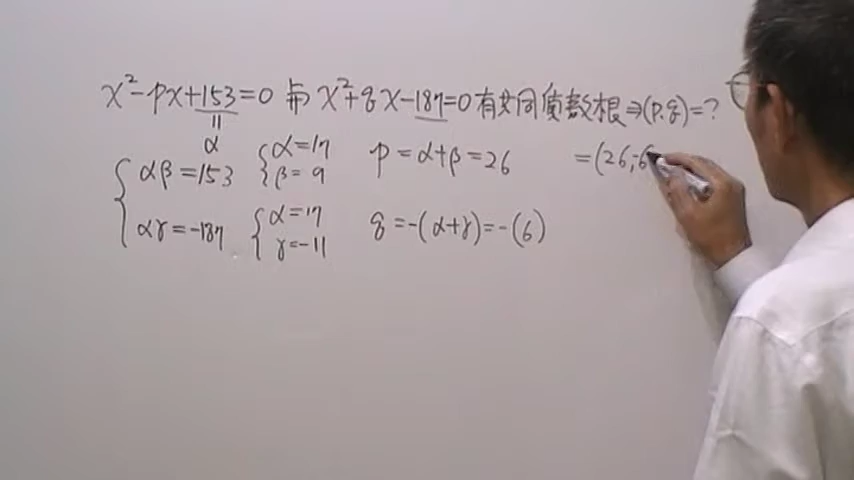 x²-px+153=0 与 x²+qx-187=0 有共同質數根⇒(p.q)=?
"
α
αβ=153 { α=17 β=9 p=α+β=26 =(26,-6
αγ=-187 { α=17 γ=-11 q=-(α+γ)=-(6)